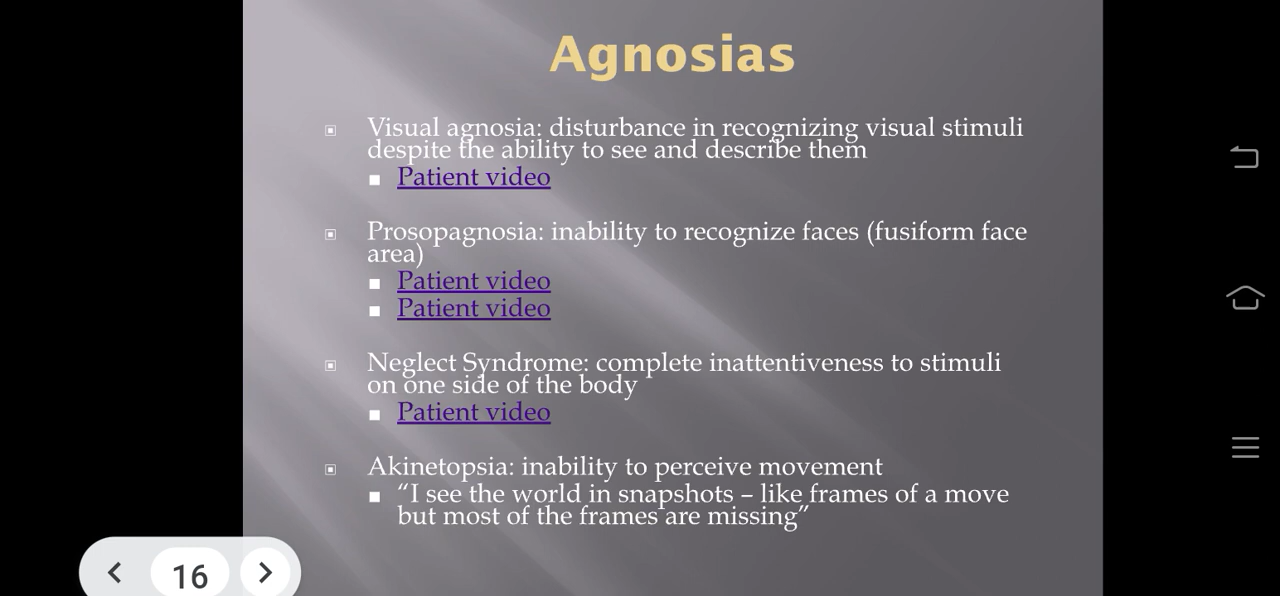 Agnosias
Visual agnosia: disturbance in recognizing visual stimuli
despite the ability to see and describe them
Patient video
Prosopagnosia: inability to recognize faces (fusiform face
area)
Patient video
Patient video
Neglect Syndrome: complete inattentiveness to stimuli
on one side of the body
Patient video
Akinetopsia: inability to perceive movement
“I see the world in snapshots – like frames of a move
but most of the frames are missing”
16